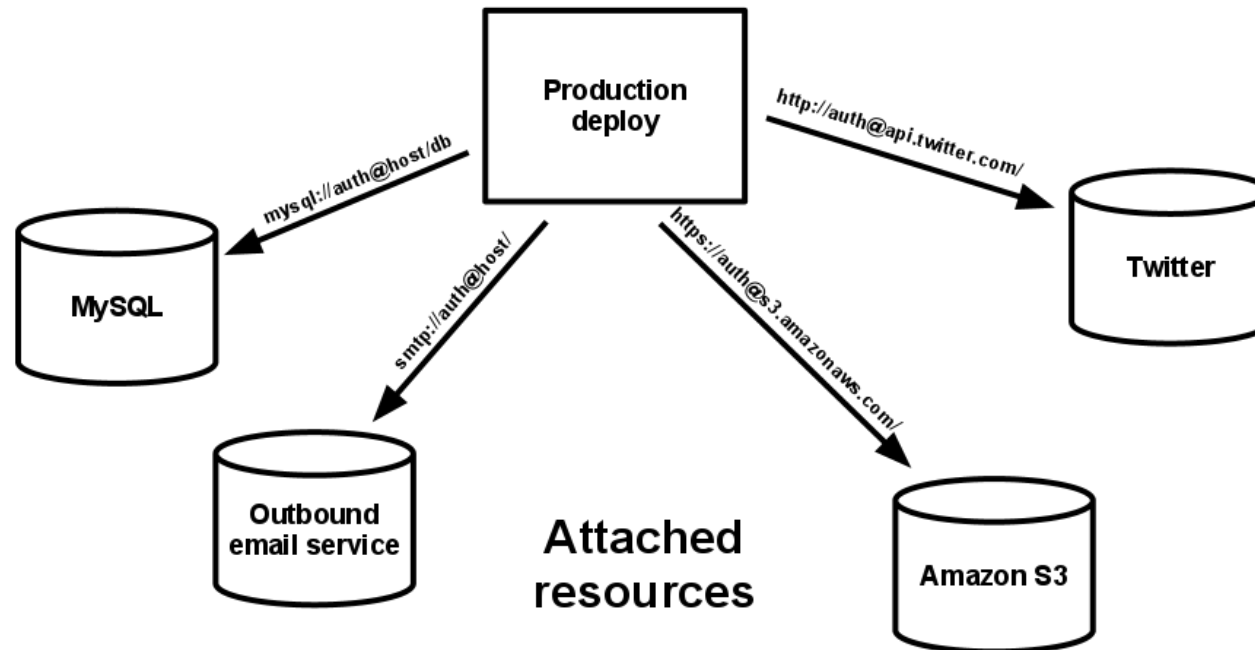 Production
deploy
mysql://auth@host/db
http://auth@api.twitter.com/
smtp://auth@host/
https://auth@s3.amazonaws.com/
MySQL
Twitter
Outbound
email service
Attached
resources
Amazon S3